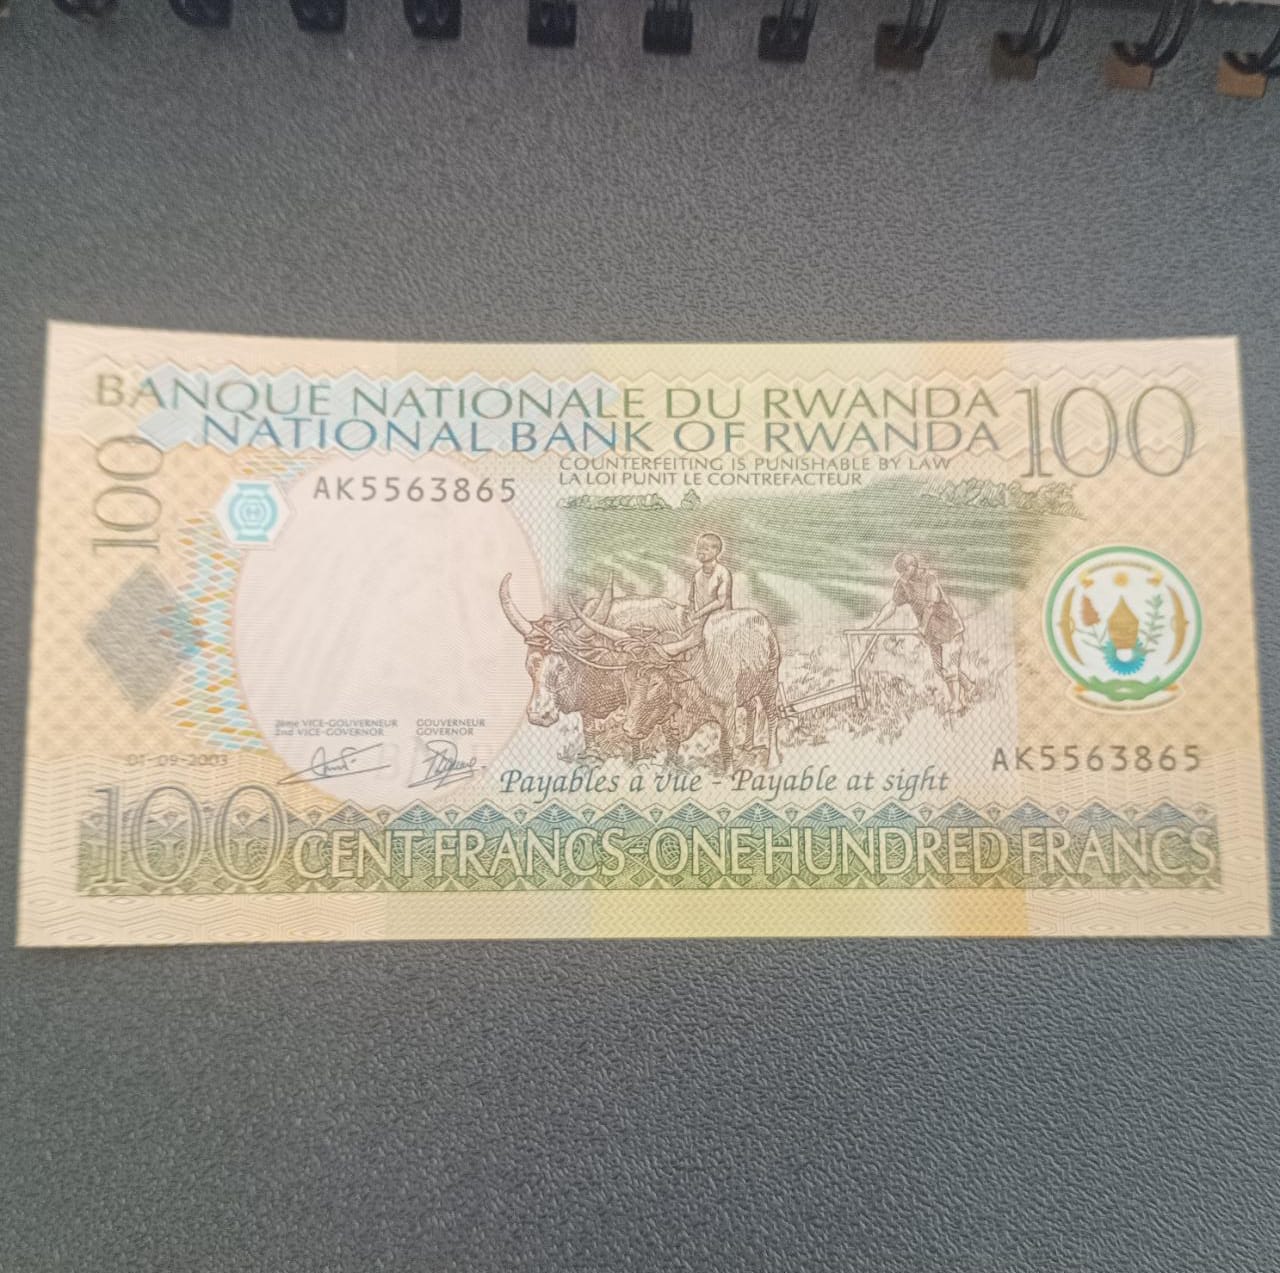 BANQUE NATIONALE DU RWANDA 100
NATIONAL BANK OF RWANDA
COUNTERFEITING IS PUNISHABLE BY LAW
LA LOI PUNIT LE CONTREFACTEUR
100
AK5563865
2ème VICE-GOUVERNEUR GOUVERNEUR
2nd VICE-GOVERNOR GOVERNOR
01-09-2003
AK5563865
Payables à vue - Payable at sight
100 CENT FRANCS-ONE HUNDRED FRANCS